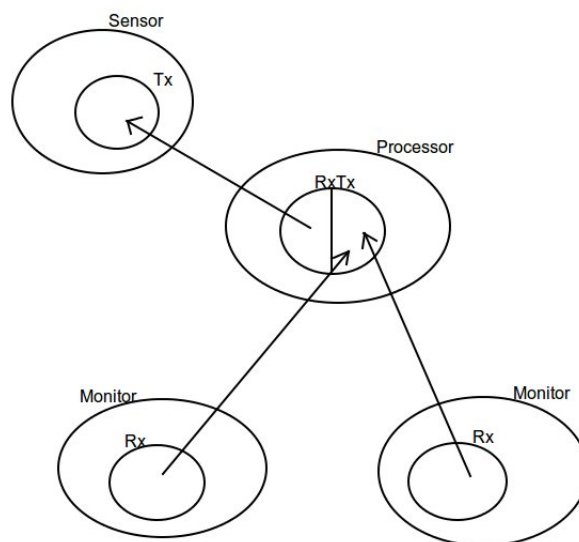 Sensor
Tx
Processor
RxTx
Monitor
Rx
Monitor
Rx